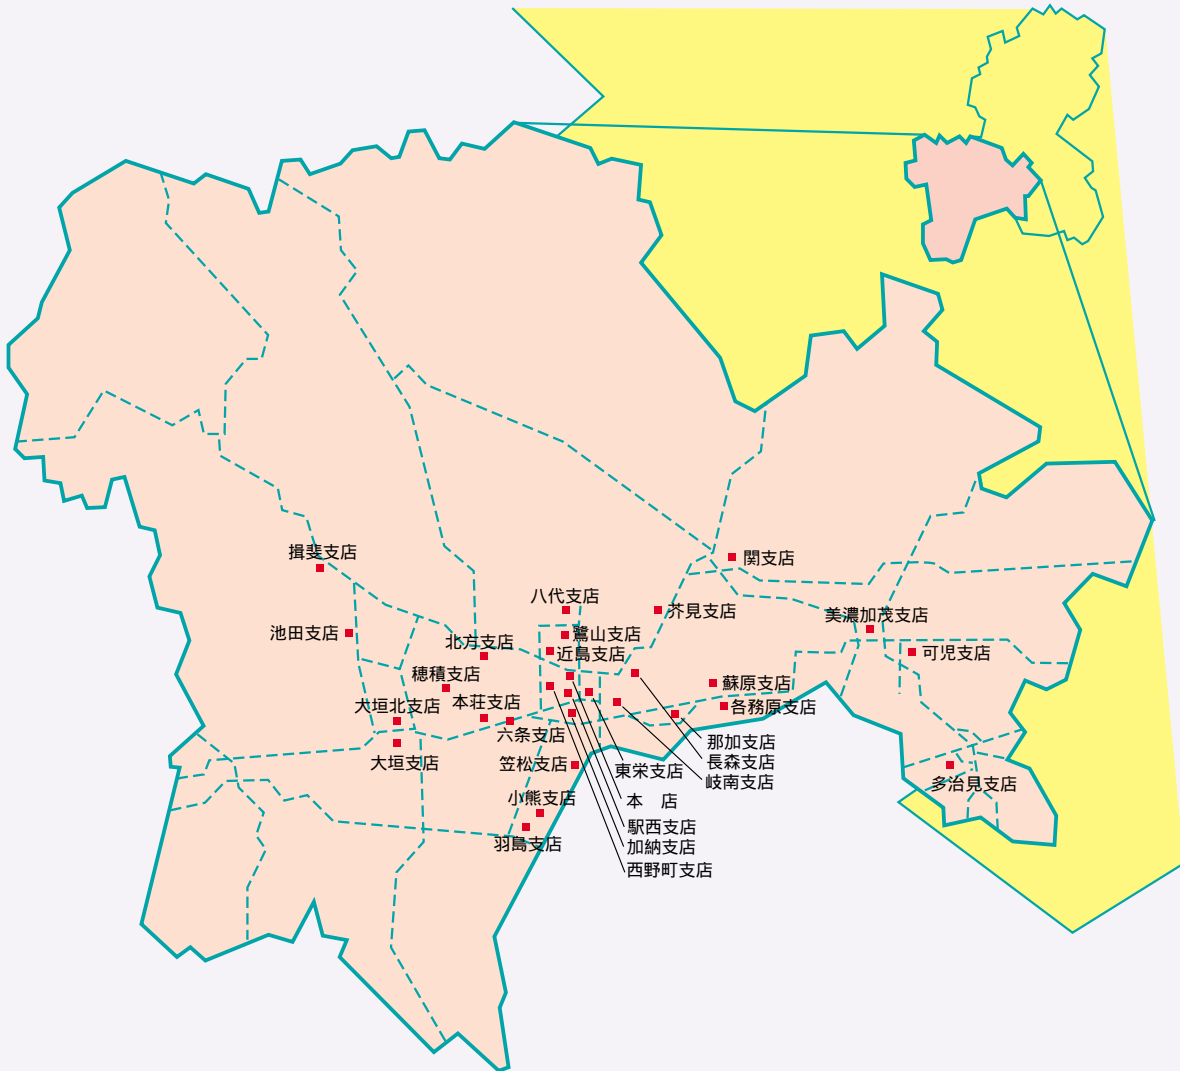 揖斐支店
関支店
八代支店
芥見支店
美濃加茂支店
池田支店
鷺山支店
北方支店
近島支店
可児支店
穂積支店
蘇原支店
大垣北支店
本荘支店
各務原支店
六条支店
那加支店
大垣支店
笠松支店
東栄支店
長森支店
岐南支店
多治見支店
小熊支店
本　店
駅西支店
羽島支店
加納支店
西野町支店